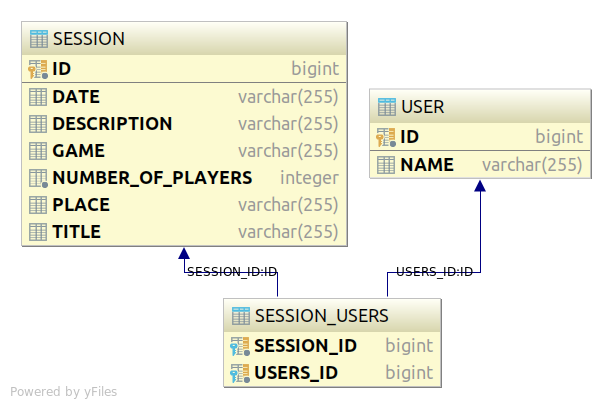 SESSION
ID bigint
DATE varchar(255)
DESCRIPTION varchar(255)
GAME varchar(255)
NUMBER_OF_PLAYERS integer
PLACE varchar(255)
TITLE varchar(255)
USER
ID bigint
NAME varchar(255)
SESSION_ID:ID
USERS_ID:ID
SESSION_USERS
SESSION_ID bigint
USERS_ID bigint
Powered by yFiles